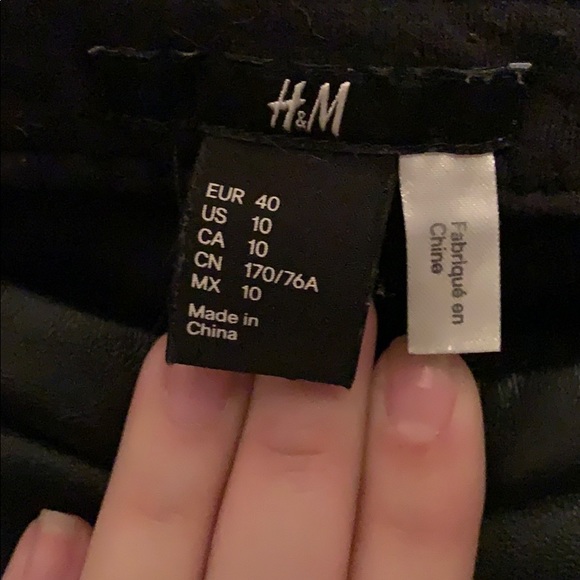 H&M
EUR 40
US 10
CA 10
CN 170/76A
MX 10
Made in
China
Fabriqué en
Chine